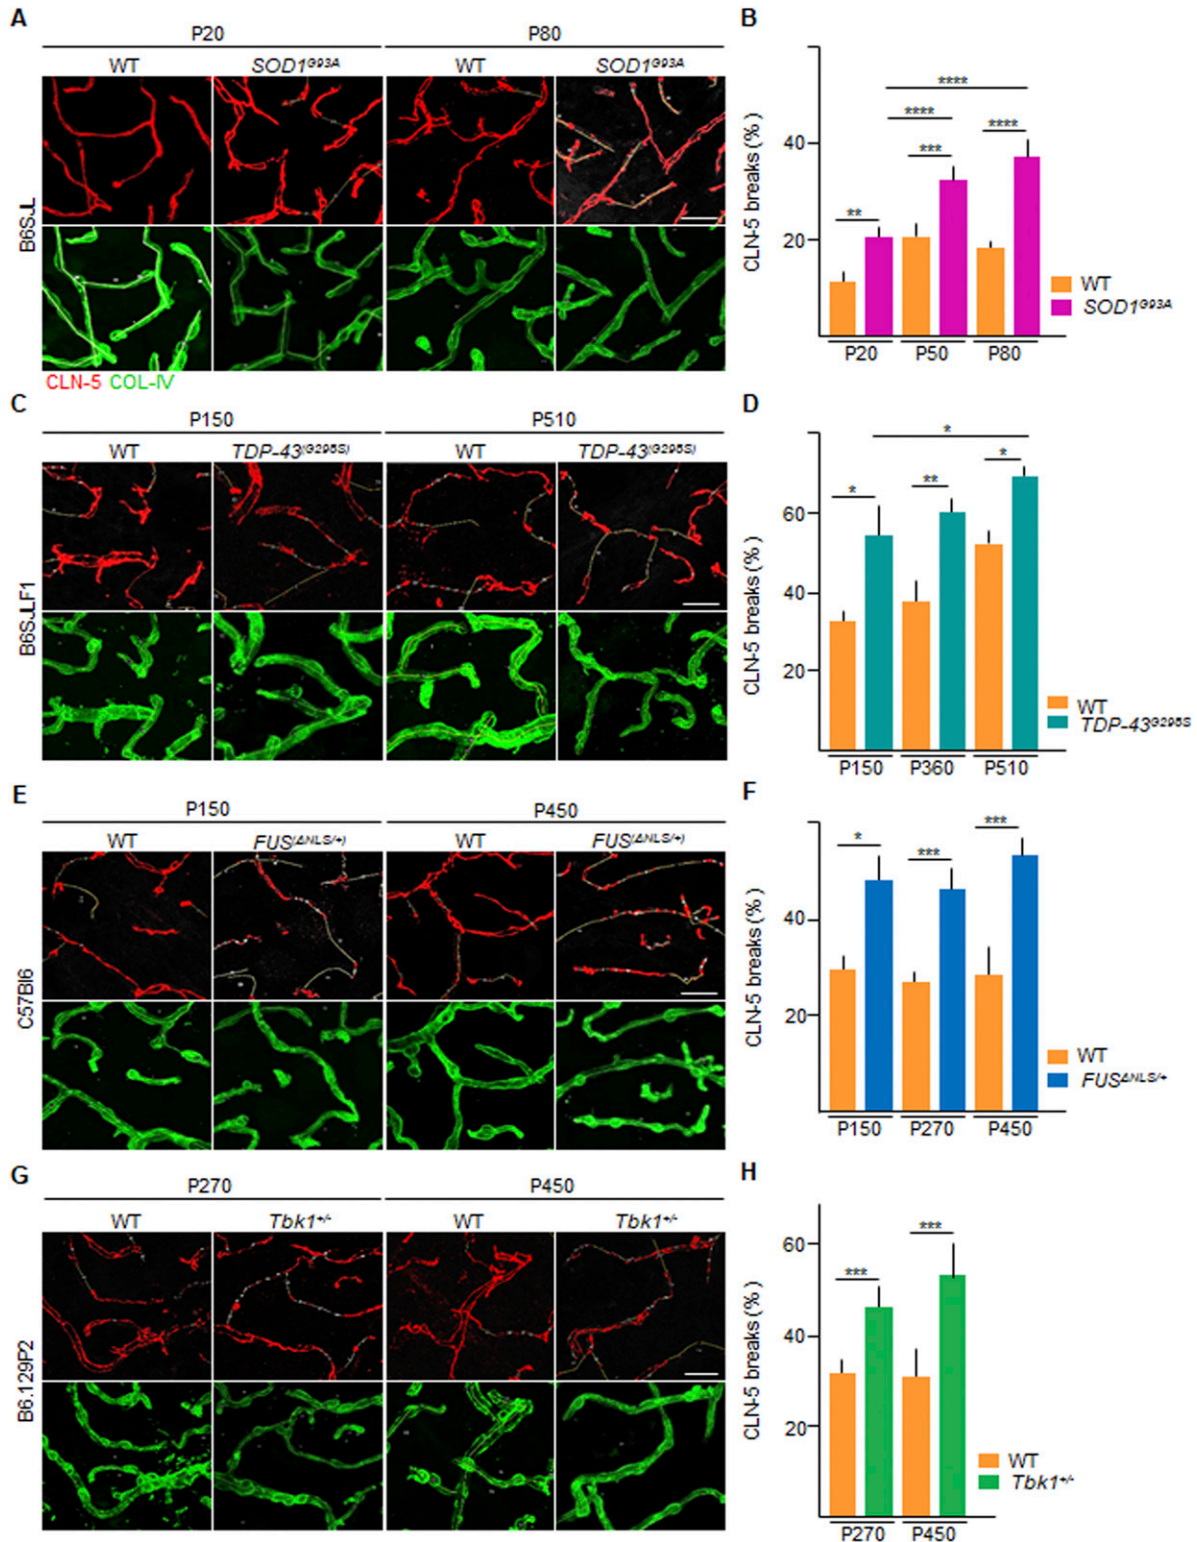 A
P20 P80
WT SOD1G93A WT SOD1G93A
B6SJL
CLN-5 COL-IV
B
CLN-5 breaks (%)
40
20
** **** *** **** ****
P20 P50 P80
WT
SOD1G93A
C
P150 P510
WT TDP-43(G298S) WT TDP-43(G298S)
B6SJLF1
D
CLN-5 breaks (%)
60
40
20
* ** * *
P150 P360 P510
WT
TDP-43G298S
E
P150 P450
WT FUS(ΔNLS/+) WT FUS(ΔNLS/+)
C57Bl6
F
CLN-5 breaks (%)
40
20
* *** ***
P150 P270 P450
WT
FUSΔNLS/+
G
P270 P450
WT Tbk1+/- WT Tbk1+/-
B6.129P2
H
CLN-5 breaks (%)
60
40
20
*** ***
P270 P450
WT
Tbk1+/-